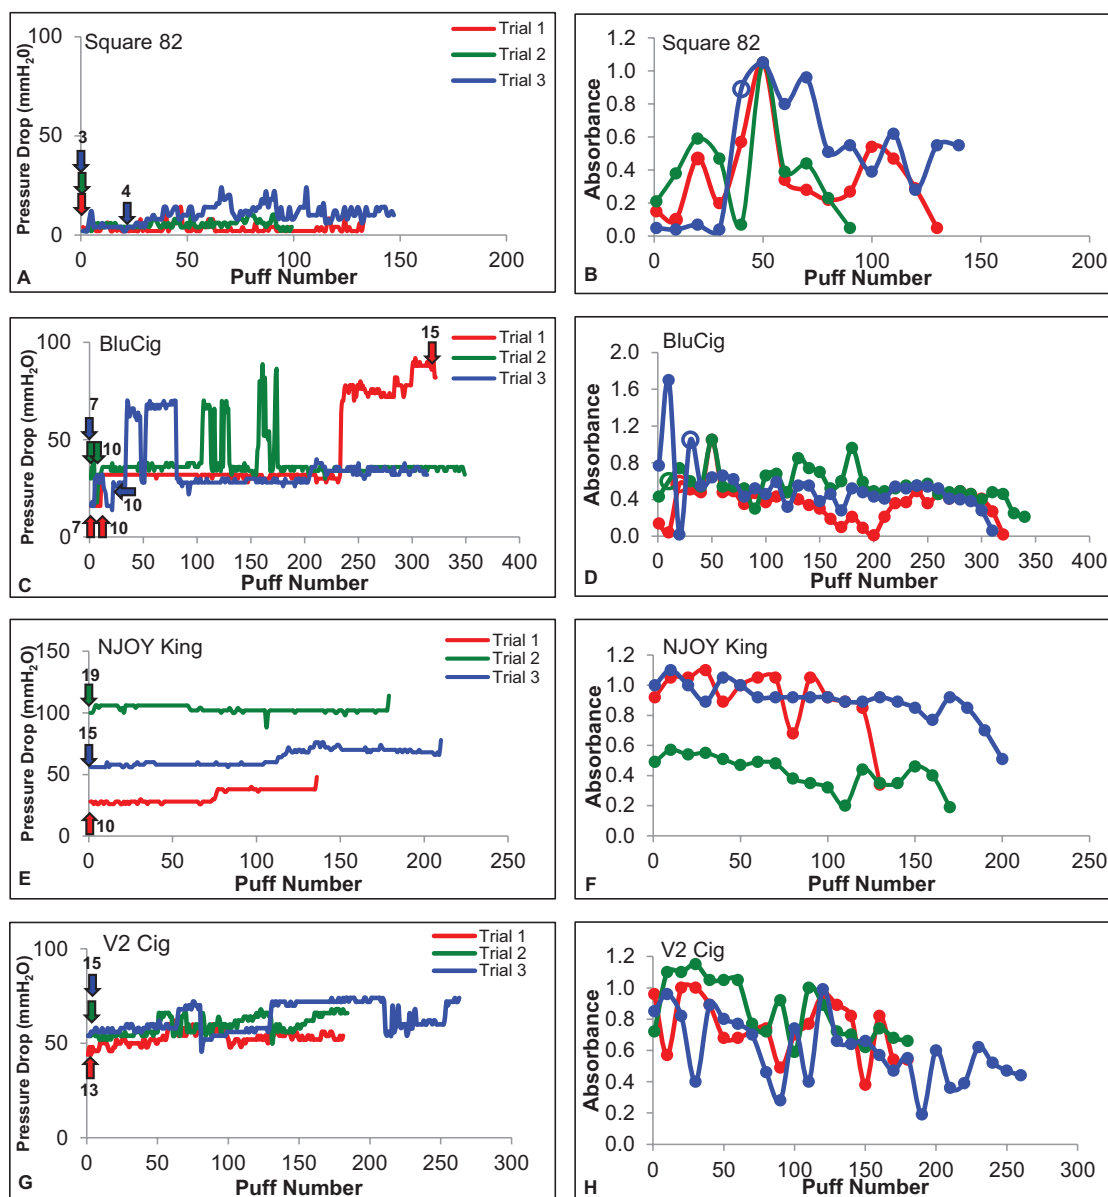 Square 82
Pressure Drop (mmH20)
100
50
0
3
4
Trial 1
Trial 2
Trial 3
0 50 100 150 200
Puff Number
A
Square 82
Absorbance
1.2
1.0
0.8
0.6
0.4
0.2
0.0
0 50 100 150 200
Puff Number
B
BluCig
Pressure Drop (mmH2O)
100
50
0
7
10
10
7
10
15
Trial 1
Trial 2
Trial 3
0 50 100 150 200 250 300 350 400
Puff Number
C
BluCig
Absorbance
2.0
1.6
1.2
0.8
0.4
0.0
0 50 100 150 200 250 300 350 400
Puff Number
D
NJOY King
Pressure Drop (mmH2O)
150
100
50
0
19
15
10
Trial 1
Trial 2
Trial 3
0 50 100 150 200 250
Puff Number
E
NJOY King
Absorbance
1.2
1.0
0.8
0.6
0.4
0.2
0.0
0 50 100 150 200 250
Puff Number
F
V2 Cig
Pressure Drop (mmH2O)
100
50
0
15
13
Trial 1
Trial 2
Trial 3
0 50 100 150 200 250 300
Puff Number
G
V2 Cig
Absorbance
1.2
1.0
0.8
0.6
0.4
0.2
0.0
0 50 100 150 200 250 300
Puff Number
H